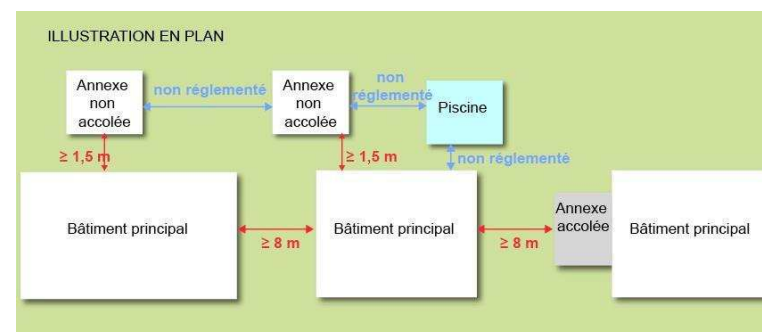 ILLUSTRATION EN PLAN
Annexe
non
accolée
non réglementé
Annexe
non
accolée
non
réglementé
Piscine
≥ 1,5 m
≥ 1,5 m
non réglementé
Bâtiment principal
≥ 8 m
Bâtiment principal
≥ 8 m
Annexe
accolée
Bâtiment principal